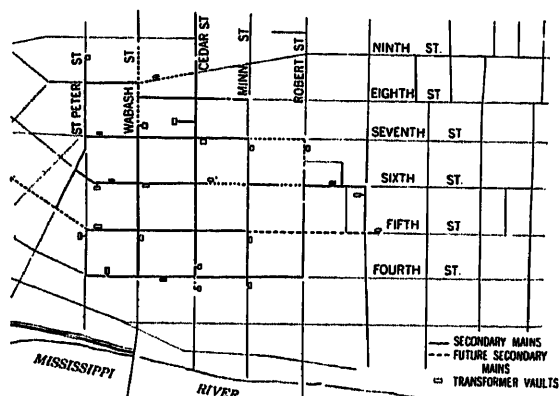 ST PETER ST
WABASH ST
CEDAR ST
MINN ST
ROBERT ST
NINTH ST.
EIGHTH ST
SEVENTH ST
SIXTH ST.
FIFTH ST
FOURTH ST.
MISSISSIPPI RIVER
SECONDARY MAINS
FUTURE SECONDARY
MAINS
TRANSFORMER VAULTS